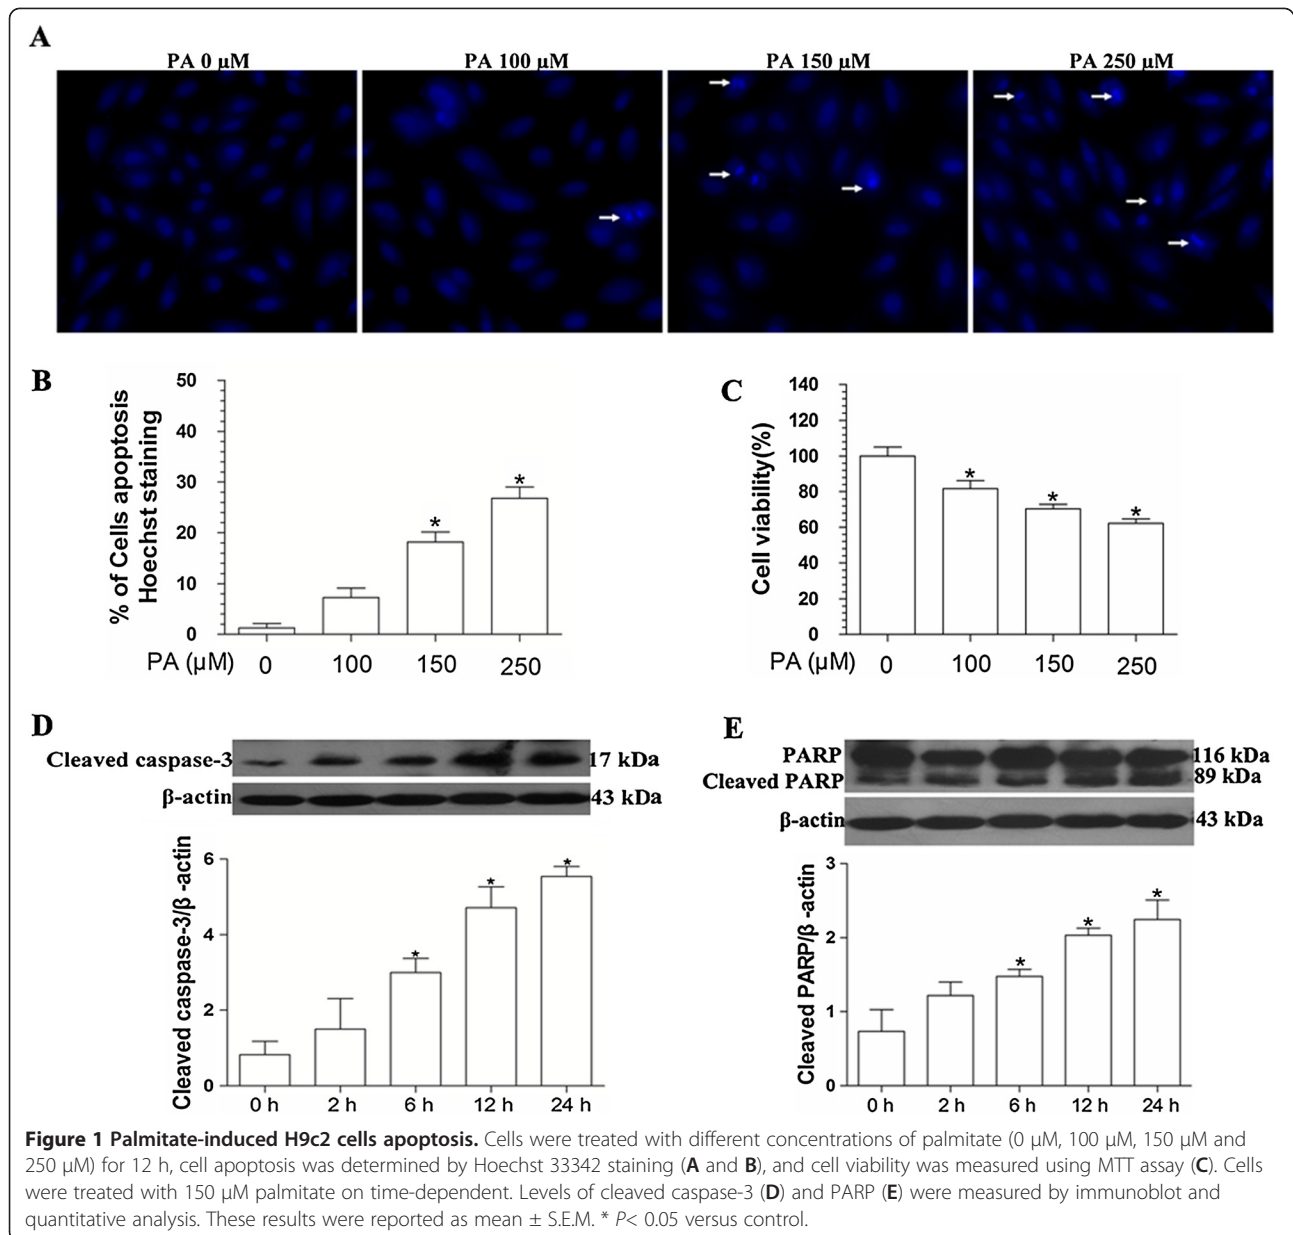 A
PA 0 µM
PA 100 µM
PA 150 µM
PA 250 µM
B
% of Cells apoptosis
Hoechst staining
50
40
30
20
10
0
*
*
PA (µM)
0
100
150
250
C
Cell viability(%)
140
120
100
80
60
40
20
0
*
*
*
PA (µM)
0
100
150
250
D
Cleaved caspase-3
17 kDa
β-actin
43 kDa
Cleaved caspase-3/β -actin
6
4
2
0
*
*
*
0 h
2 h
6 h
12 h
24 h
E
PARP
116 kDa
Cleaved PARP
89 kDa
β-actin
43 kDa
Cleaved PARP/β -actin
3
2
1
0
*
*
*
0 h
2 h
6 h
12 h
24 h
Figure 1 Palmitate-induced H9c2 cells apoptosis. Cells were treated with different concentrations of palmitate (0 μM, 100 μM, 150 μM and
250 μM) for 12 h, cell apoptosis was determined by Hoechst 33342 staining (A and B), and cell viability was measured using MTT assay (C). Cells
were treated with 150 μM palmitate on time-dependent. Levels of cleaved caspase-3 (D) and PARP (E) were measured by immunoblot and
quantitative analysis. These results were reported as mean ± S.E.M. * P< 0.05 versus control.